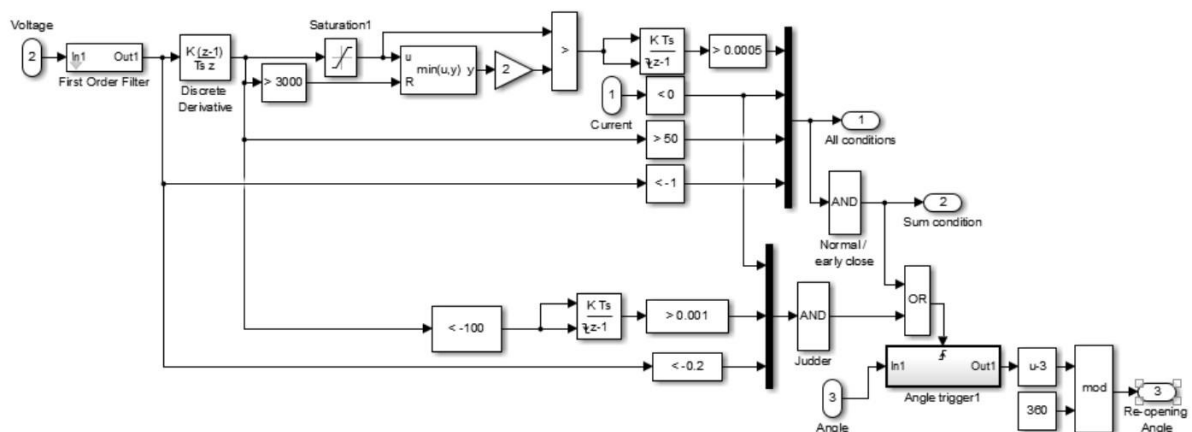 Voltage
2
In1 Out1
First Order Filter
K (z-1)
Ts z
Discrete
Derivative
> 3000
Saturation1
u
R
min(u,y) y
2
>
K Ts
z-1
> 0.0005
1
Current
< 0
> 50
< -1
1
All conditions
AND
Normal /
early close
2
Sum condition
< -100
K Ts
z-1
> 0.001
< -0.2
AND
Judder
OR
3
Angle
In1 Out1
Angle trigger1
u-3
360
mod
3
Re-opening
Angle